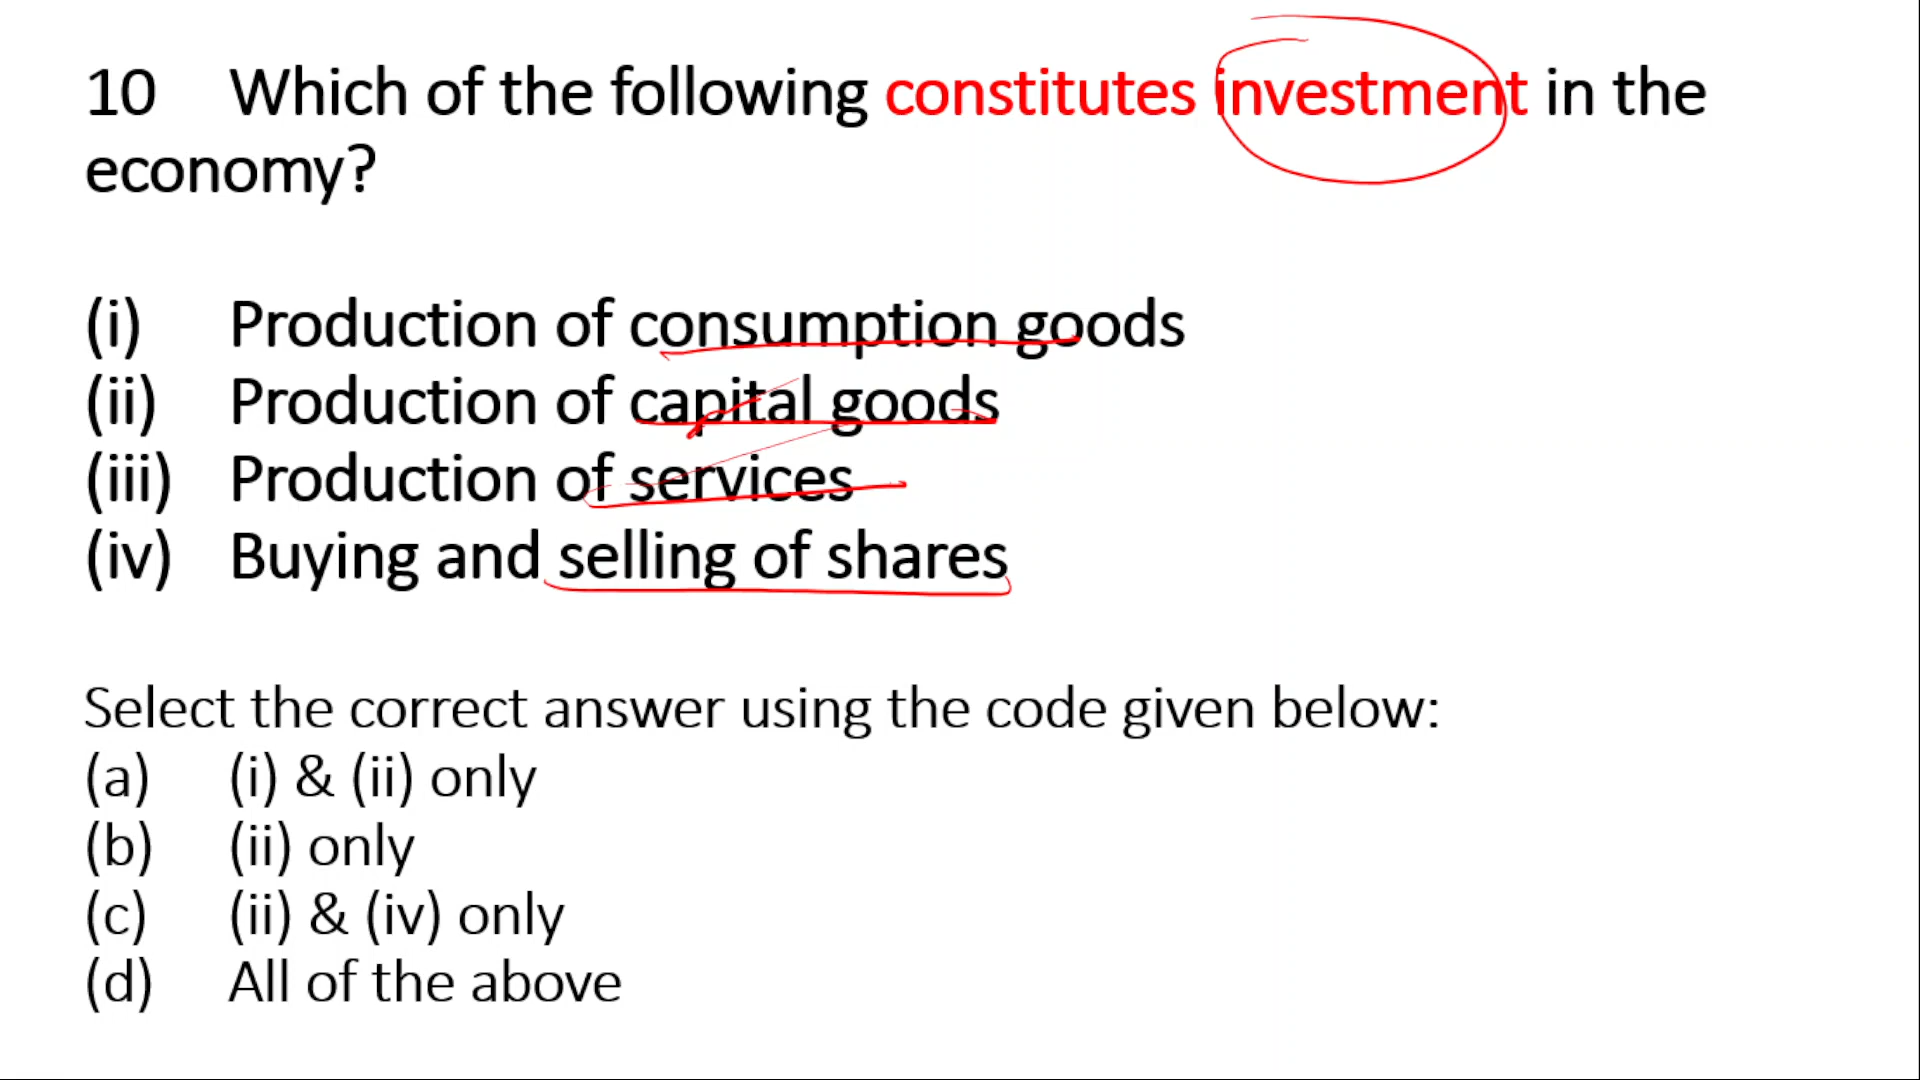 10 Which of the following constitutes investment in the
economy?
(i) Production of consumption goods
(ii) Production of capital goods
(iii) Production of services
(iv) Buying and selling of shares
Select the correct answer using the code given below:
(a) (i) & (ii) only
(b) (ii) only
(c) (ii) & (iv) only
(d) All of the above